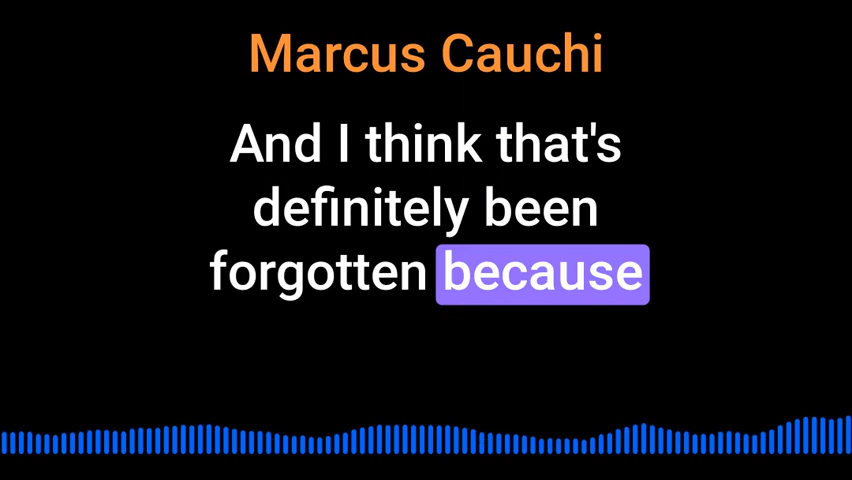 Marcus Cauchi
And I think that's
definitely been
forgotten because